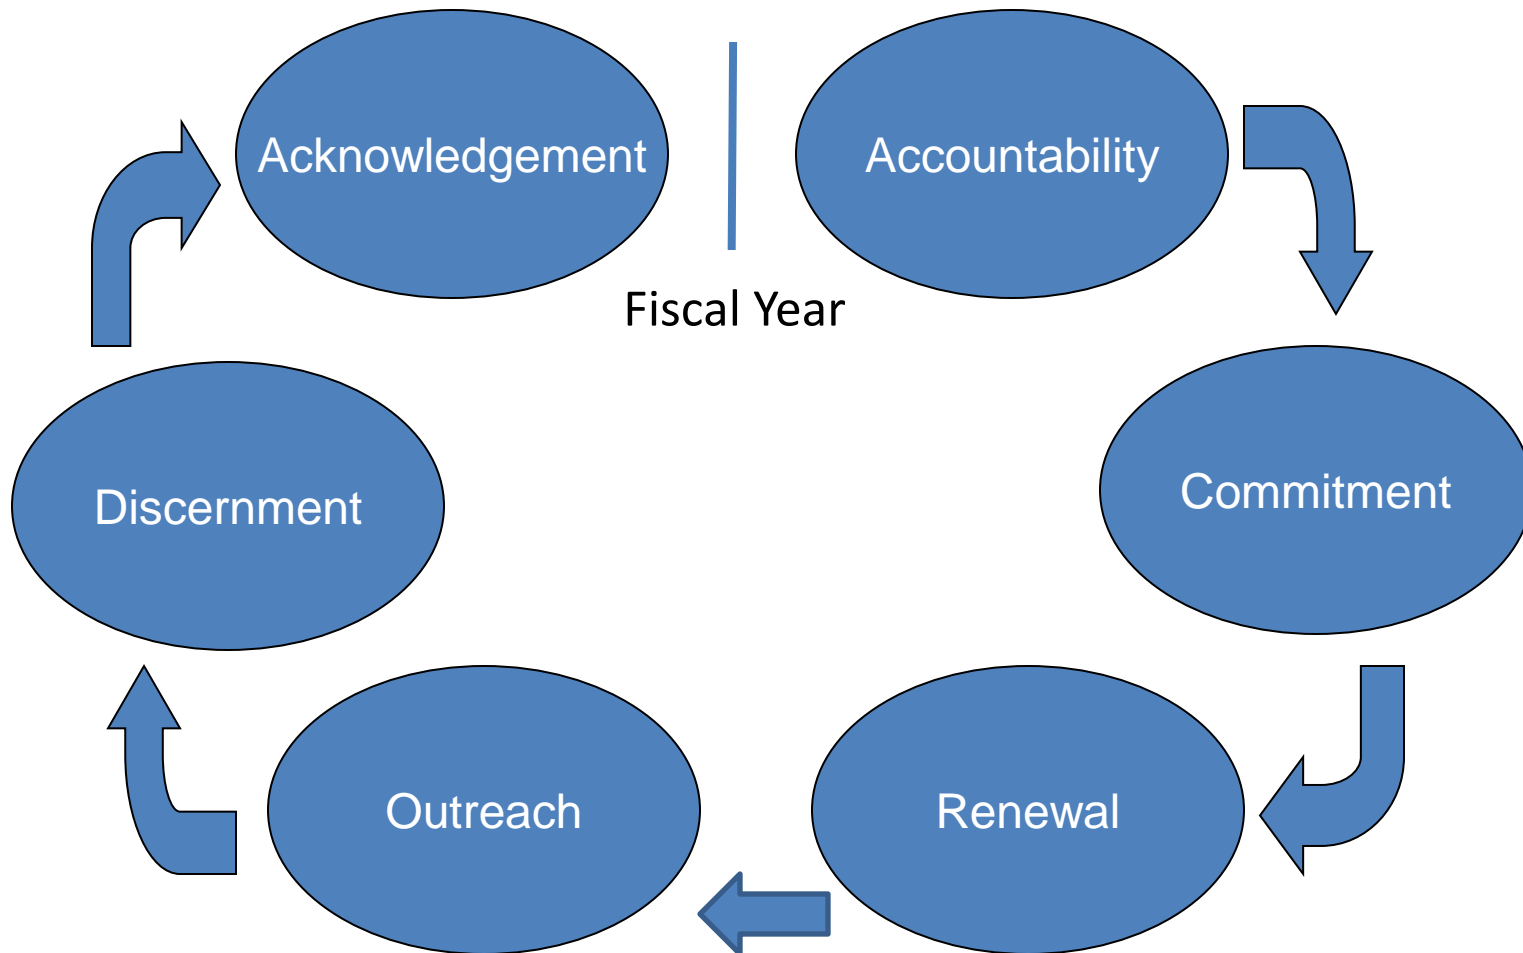 Acknowledgement
Accountability
Fiscal Year
Discernment
Commitment
Outreach
Renewal